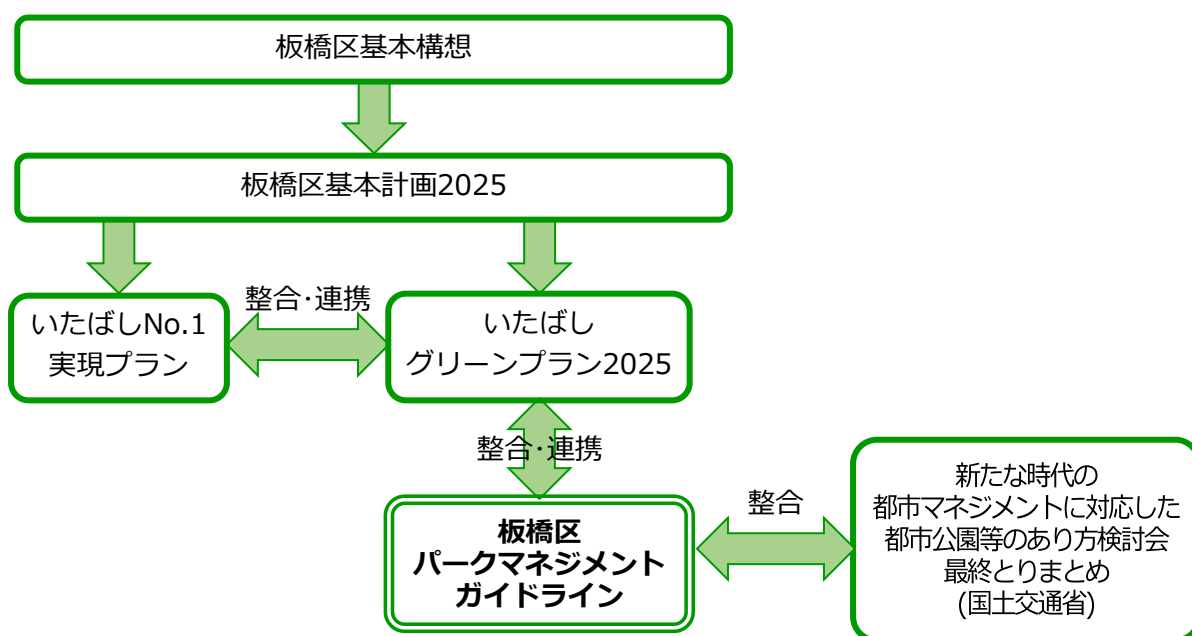 板橋区基本構想
板橋区基本計画2025
整合･連携
いたばしNo.1
実現プラン
いたばし
グリーンプラン2025
整合･連携
板橋区
パークマネジメント
ガイドライン
整合
新たな時代の
都市マネジメントに対応した
都市公園等のあり方検討会
最終とりまとめ
(国土交通省)